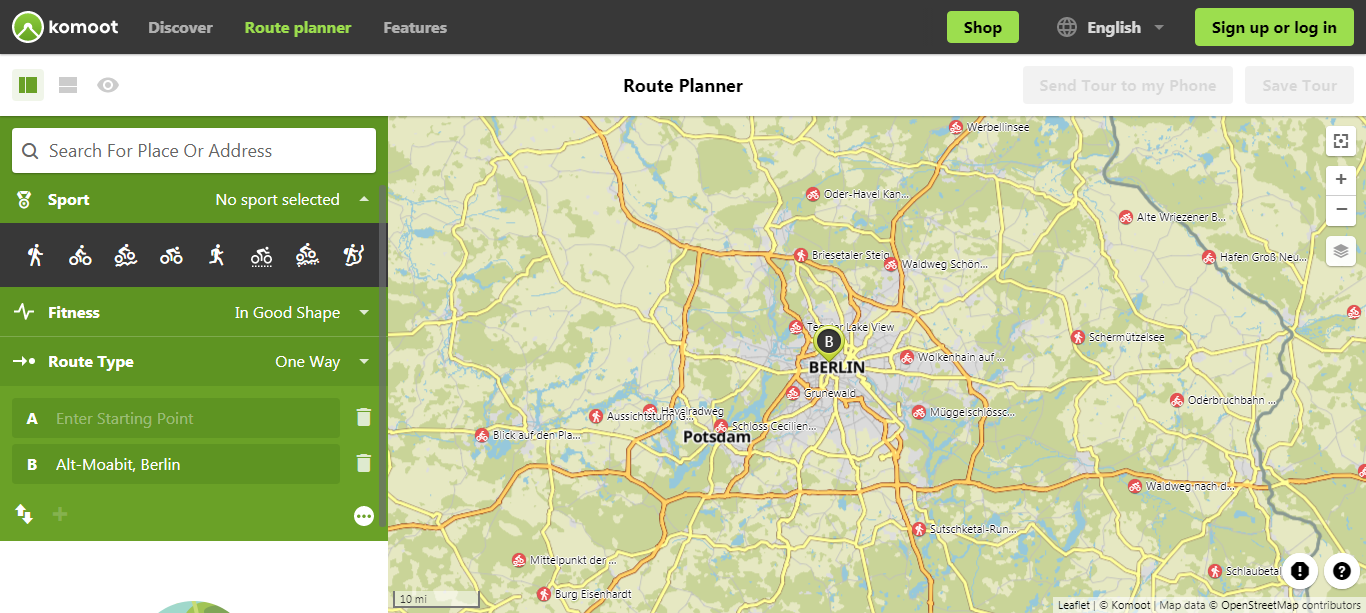 komoot Discover Route planner Features Shop English Sign up or log in
Route Planner Send Tour to my Phone Save Tour
Search For Place Or Address
Sport No sport selected
Fitness In Good Shape
Route Type One Way
A Enter Starting Point
B Alt-Moabit, Berlin
Werbellinsee
Oder-Havel Kan...
Alte Wriezener B...
Briesetaler Steig
Waldweg Schön...
Hafen Groß Neu...
Lake View
Schermützelsee
B
Wolkenhain auf ...
BERLIN
Grunewald
Oderbruchbahn ...
Havelradweg
Aussichtsturm G...
Müggelschlössc...
Schloss Cecilien...
Blick auf den Pla...
Potsdam
Waldweg nach d...
Sutschketal-Run...
Mittelpunkt der ...
Schlaubetal
Burg Eisenhardt
10 mi
Leaflet | © Komoot | Map data © OpenStreetMap contributors